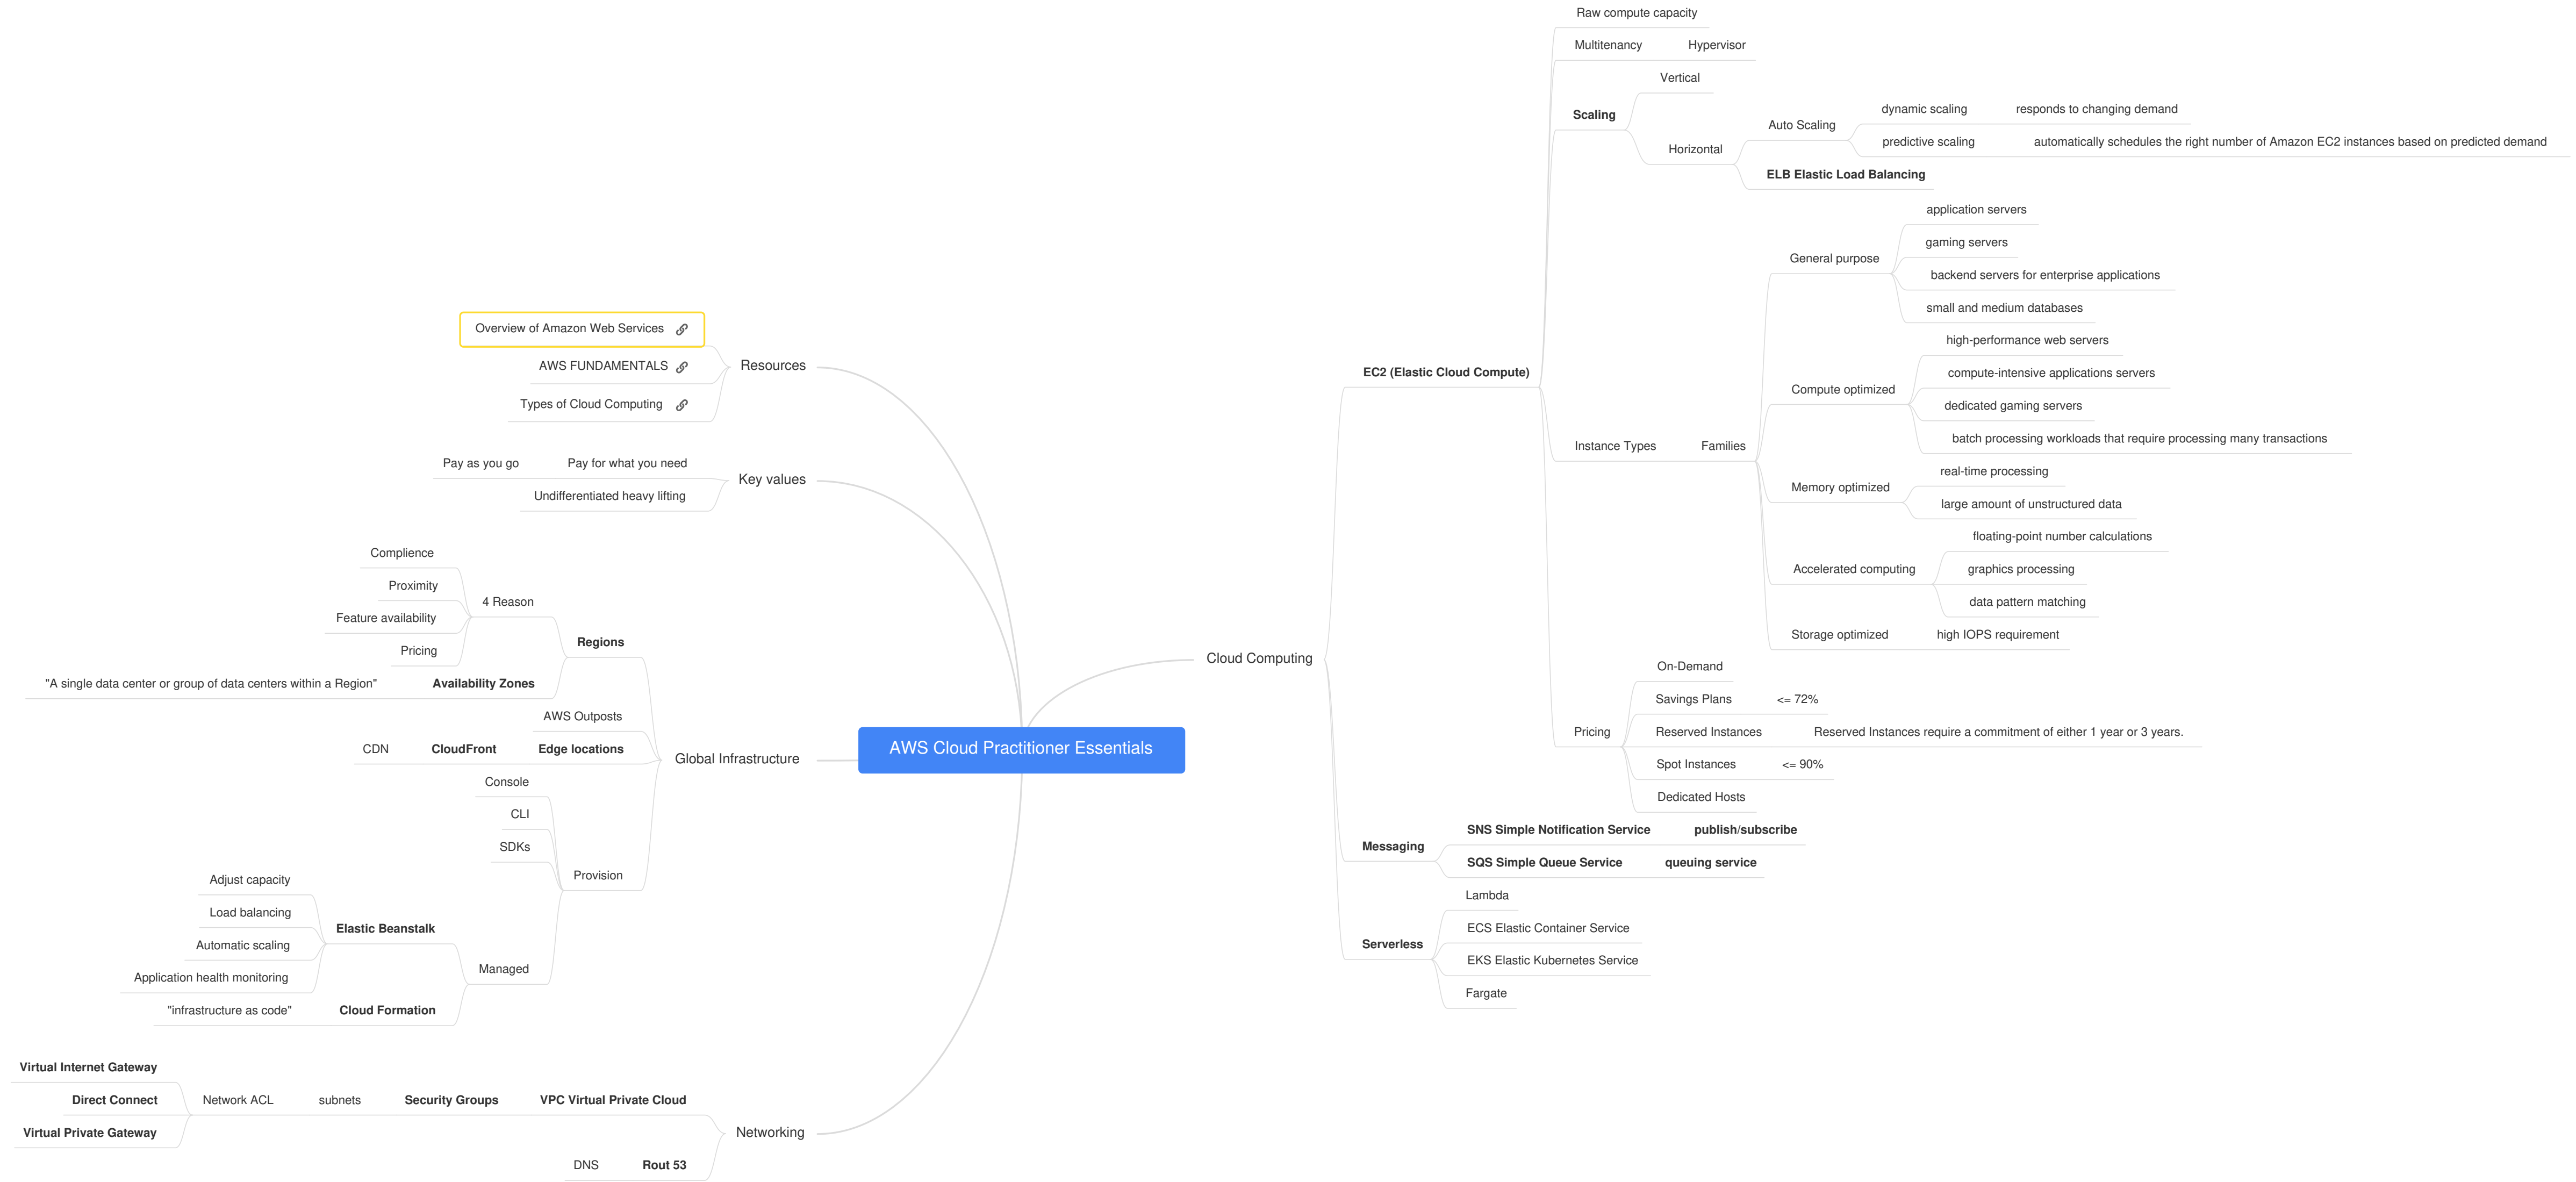 AWS Cloud Practitioner Essentials
Resources
Overview of Amazon Web Services
AWS FUNDAMENTALS
Types of Cloud Computing
Key values
Pay for what you need
Pay as you go
Undifferentiated heavy lifting
Global Infrastructure
Regions
4 Reason
Complience
Proximity
Feature availability
Pricing
Availability Zones
"A single data center or group of data centers within a Region"
AWS Outposts
Edge locations
CloudFront
CDN
Provision
Console
CLI
SDKs
Managed
Elastic Beanstalk
Adjust capacity
Load balancing
Automatic scaling
Application health monitoring
Cloud Formation
"infrastructure as code"
Networking
VPC Virtual Private Cloud
Security Groups
subnets
Network ACL
Virtual Internet Gateway
Direct Connect
Virtual Private Gateway
Rout 53
DNS
Cloud Computing
EC2 (Elastic Cloud Compute)
Raw compute capacity
Multitenancy
Hypervisor
Scaling
Vertical
Horizontal
Auto Scaling
dynamic scaling
responds to changing demand
predictive scaling
automatically schedules the right number of Amazon EC2 instances based on predicted demand
ELB Elastic Load Balancing
Instance Types
Families
General purpose
application servers
gaming servers
backend servers for enterprise applications
small and medium databases
Compute optimized
high-performance web servers
compute-intensive applications servers
dedicated gaming servers
batch processing workloads that require processing many transactions
Memory optimized
real-time processing
large amount of unstructured data
Accelerated computing
floating-point number calculations
graphics processing
data pattern matching
Storage optimized
high IOPS requirement
Pricing
On-Demand
Savings Plans
<= 72%
Reserved Instances
Reserved Instances require a commitment of either 1 year or 3 years.
Spot Instances
<= 90%
Dedicated Hosts
Messaging
SNS Simple Notification Service
publish/subscribe
SQS Simple Queue Service
queuing service
Serverless
Lambda
ECS Elastic Container Service
EKS Elastic Kubernetes Service
Fargate